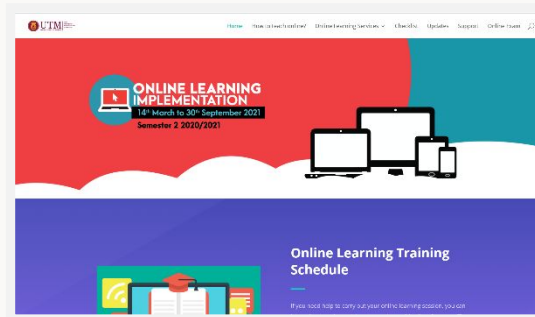 UTM
Home How to teach online? Online Learning Services Checklist Updates Support Online Exam
ONLINE LEARNING
IMPLEMENTATION
14th March to 30th September 2021
Semester 2 2020/2021
Online Learning Training
Schedule
If you need help to carry out your online learning session, you can